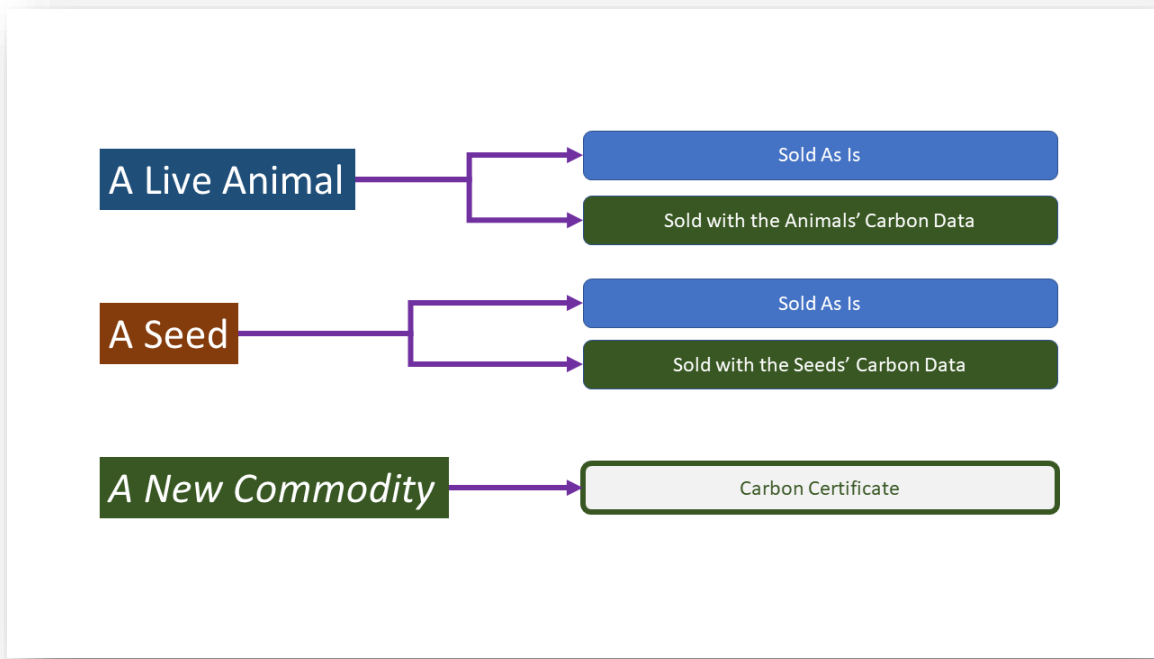 A Live Animal
Sold As Is
Sold with the Animals’ Carbon Data
A Seed
Sold As Is
Sold with the Seeds’ Carbon Data
A New Commodity
Carbon Certificate